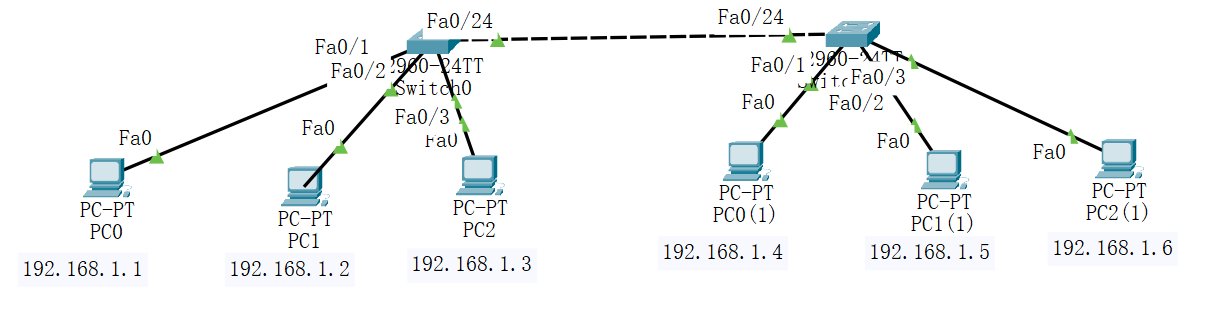 Fa0/24
Fa0/24
Fa0/1
Fa0/2
2960-24TT
Switch0
Fa0/3
Fa0
Fa0
Fa0
Fa0/1
2960-24TT
Fa0/3
Fa0/2
Fa0
Fa0
Fa0
PC-PT
PC0
PC-PT
PC1
PC-PT
PC2
PC-PT
PC0(1)
PC-PT
PC1(1)
PC-PT
PC2(1)
192.168.1.1
192.168.1.2
192.168.1.3
192.168.1.4
192.168.1.5
192.168.1.6